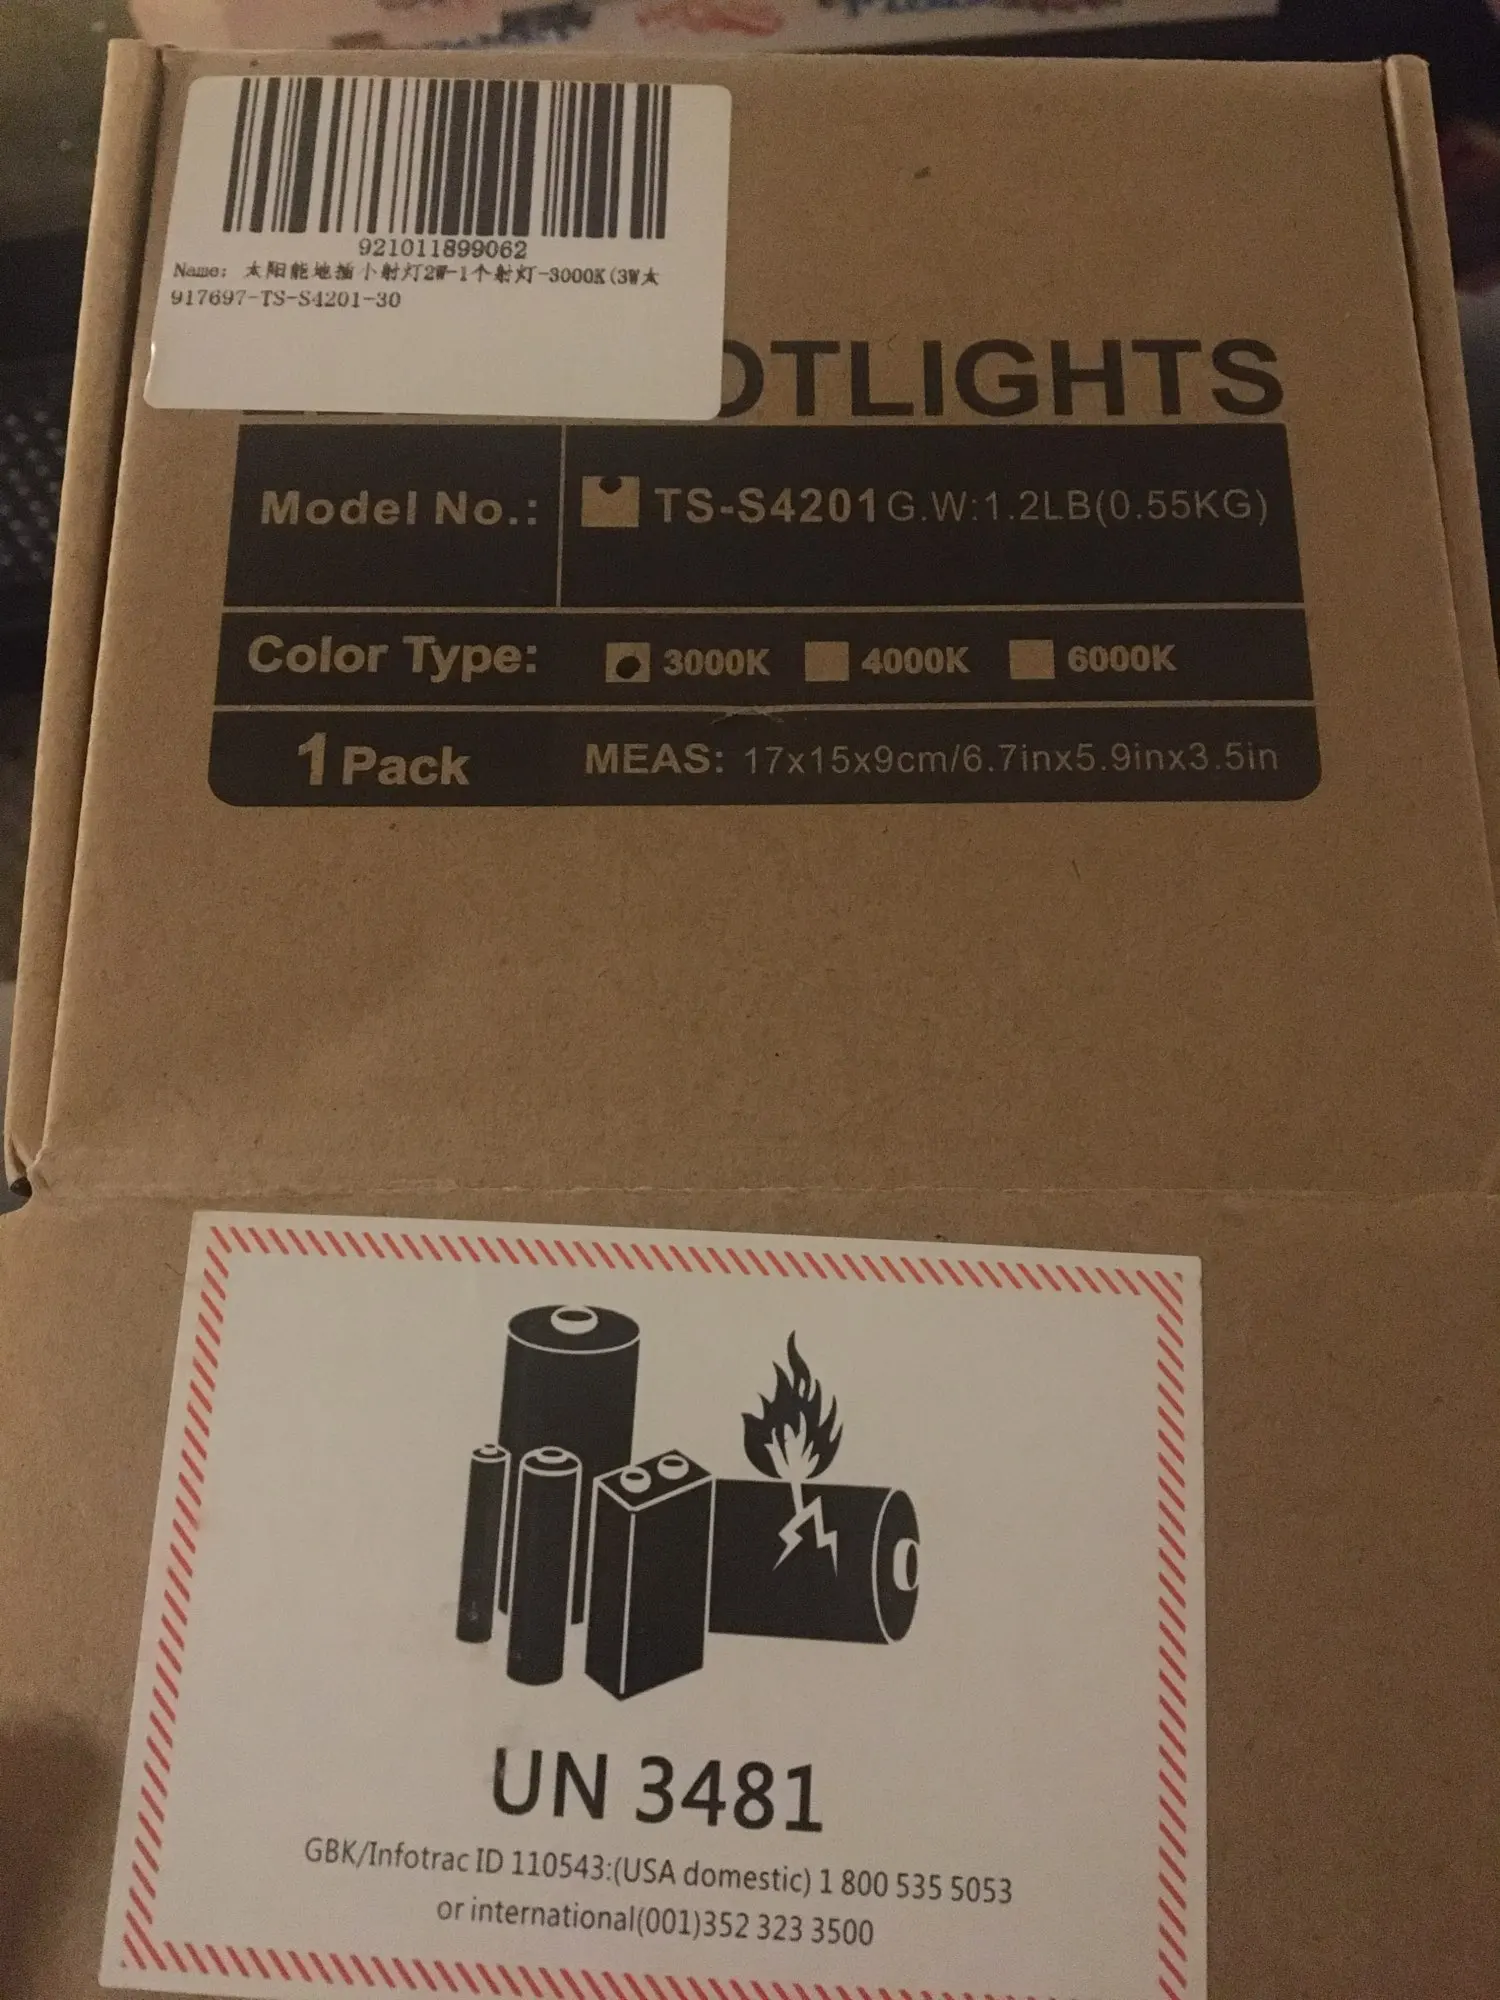 921011899062
Name: 太阳能地插小射灯2W-1个射灯-3000K(3W太
917697-TS-S4201-30
OTLIGHTS
Model No.: TS-S4201 G.W:1.2LB(0.55KG)
Color Type: 3000K 4000K 6000K
1 Pack MEAS: 17x15x9cm/6.7inx5.9inx3.5in
UN 3481
GBK/Infotrac ID 110543:(USA domestic) 1 800 535 5053
or international(001)352 323 3500